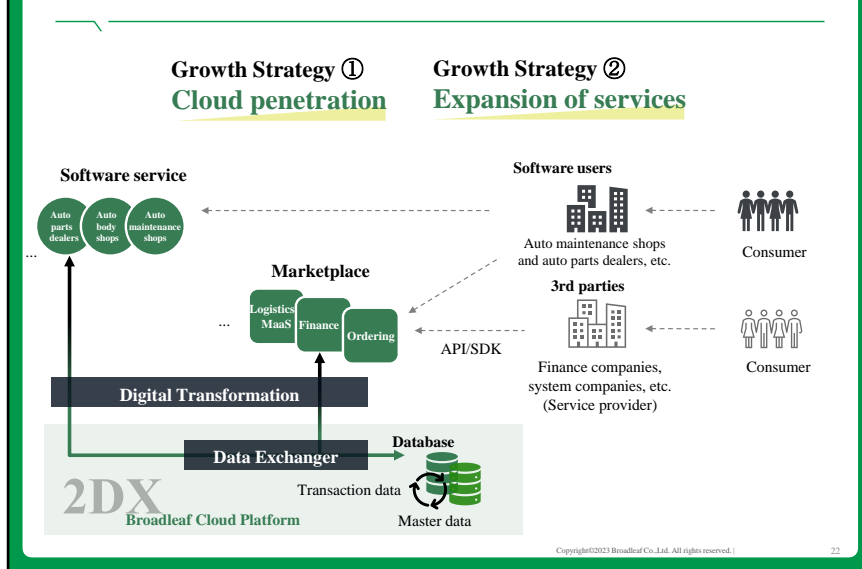 Growth Strategy ①
Cloud penetration
Growth Strategy ②
Expansion of services
Software service
Auto
parts
dealers
Auto
body
shops
Auto
maintenance
shops
...
Marketplace
...
Logistics
MaaS
Finance
Ordering
Software users
Auto maintenance shops
and auto parts dealers, etc.
Consumer
3rd parties
API/SDK
Finance companies,
system companies, etc.
(Service provider)
Consumer
Digital Transformation
Data Exchanger
Database
2DX
Broadleaf Cloud Platform
Transaction data
Master data
Copyright©2023 Broadleaf Co.,Ltd. All rights reserved. |
22